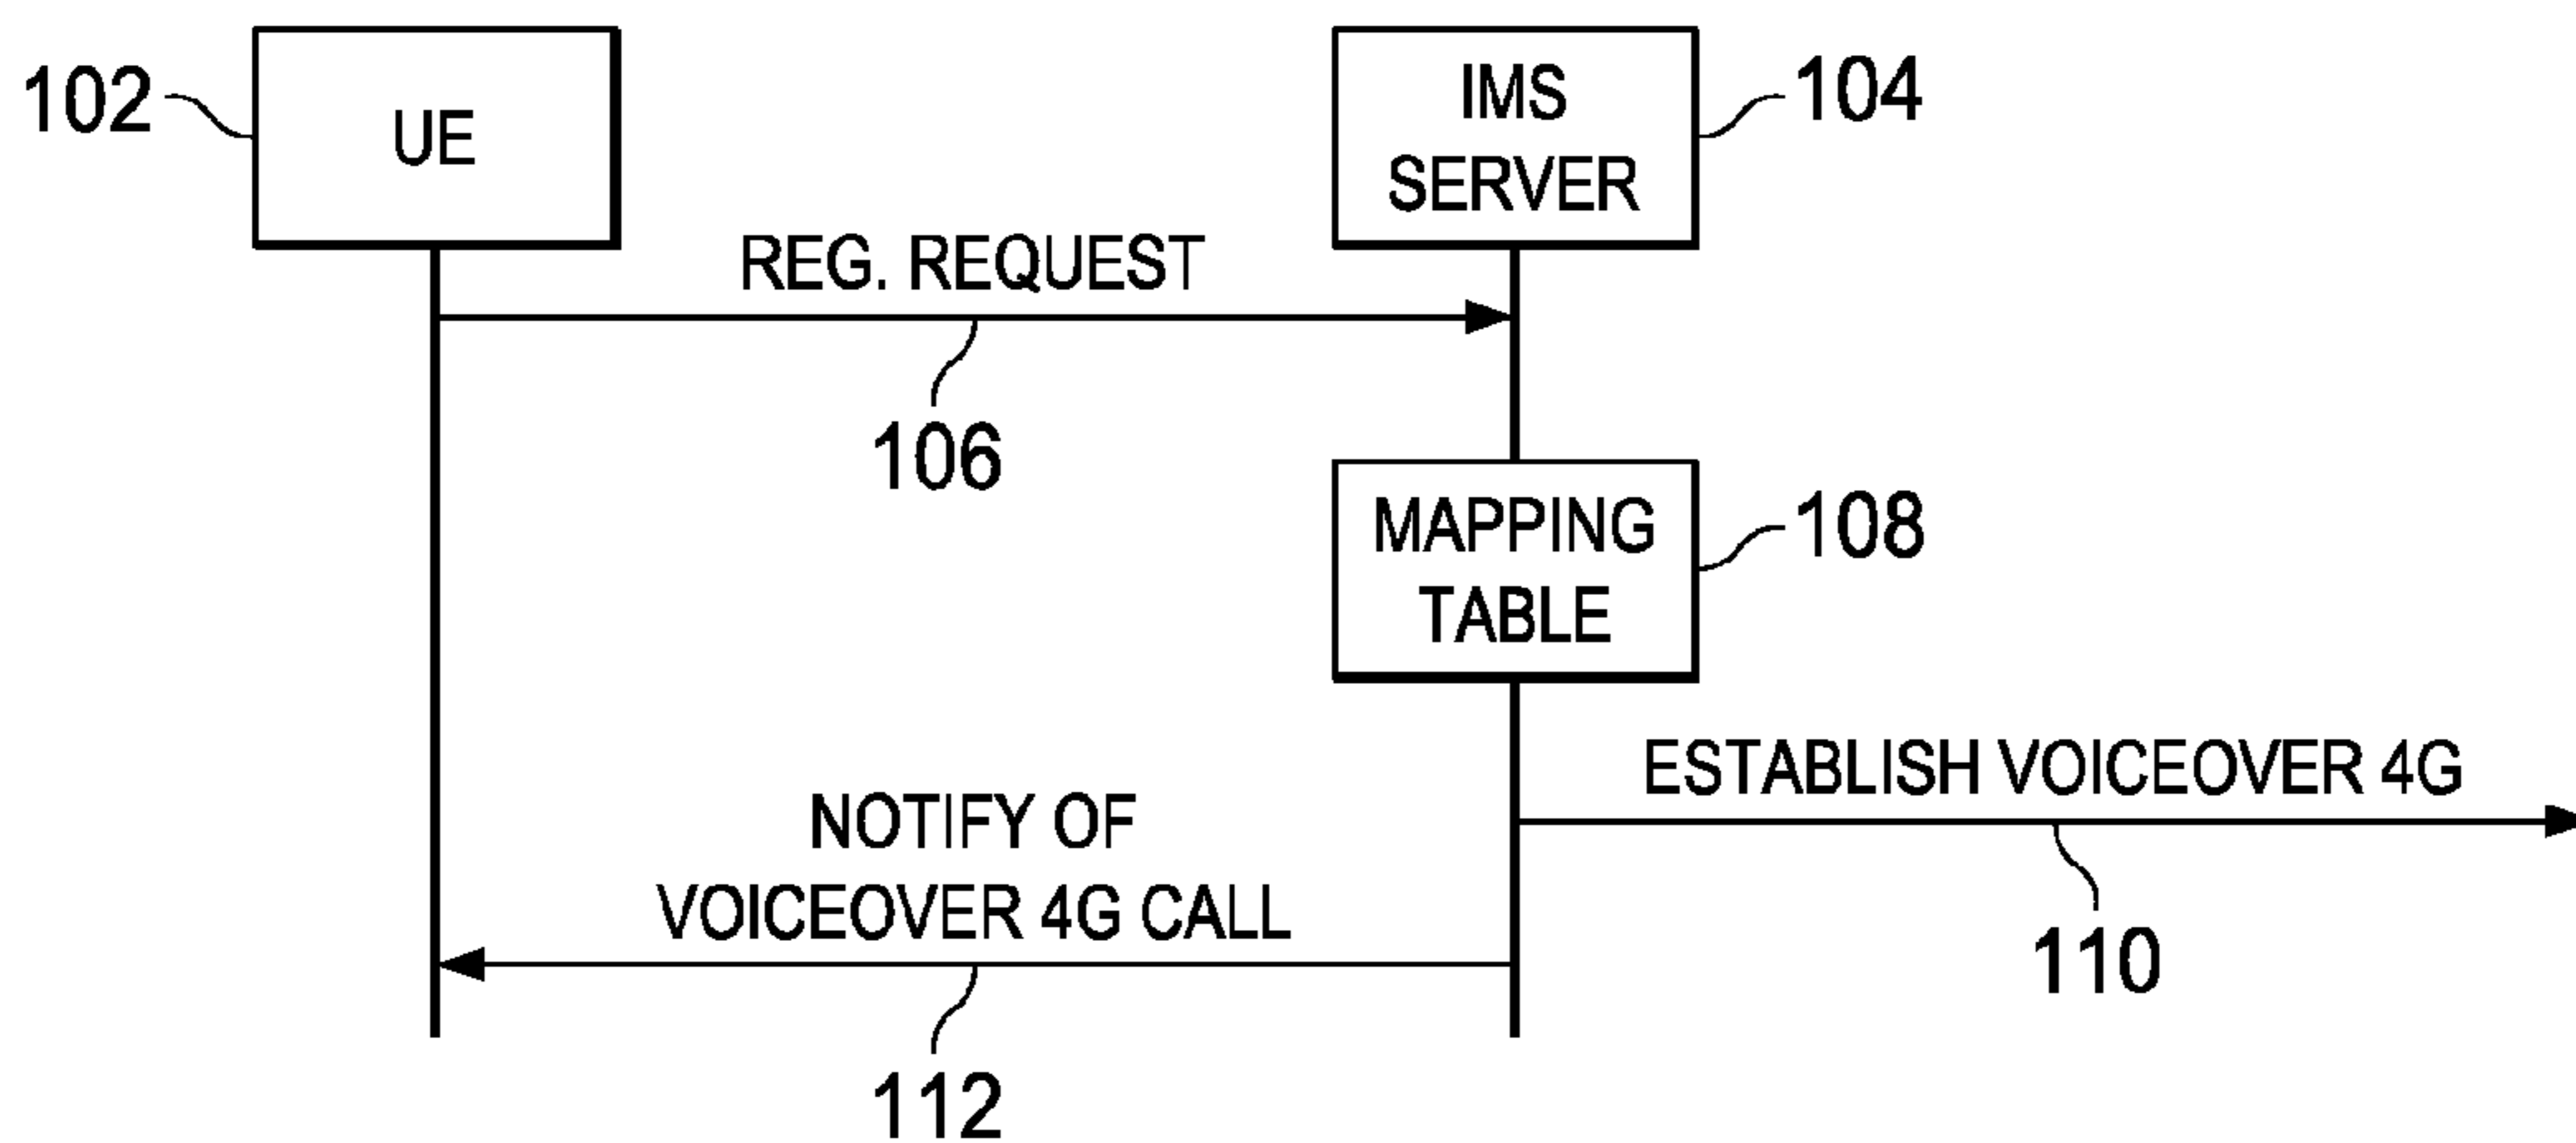 102
UE
IMS
SERVER
104
REG. REQUEST
106
MAPPING
TABLE
108
ESTABLISH VOICEOVER 4G
110
NOTIFY OF
VOICEOVER 4G CALL
112